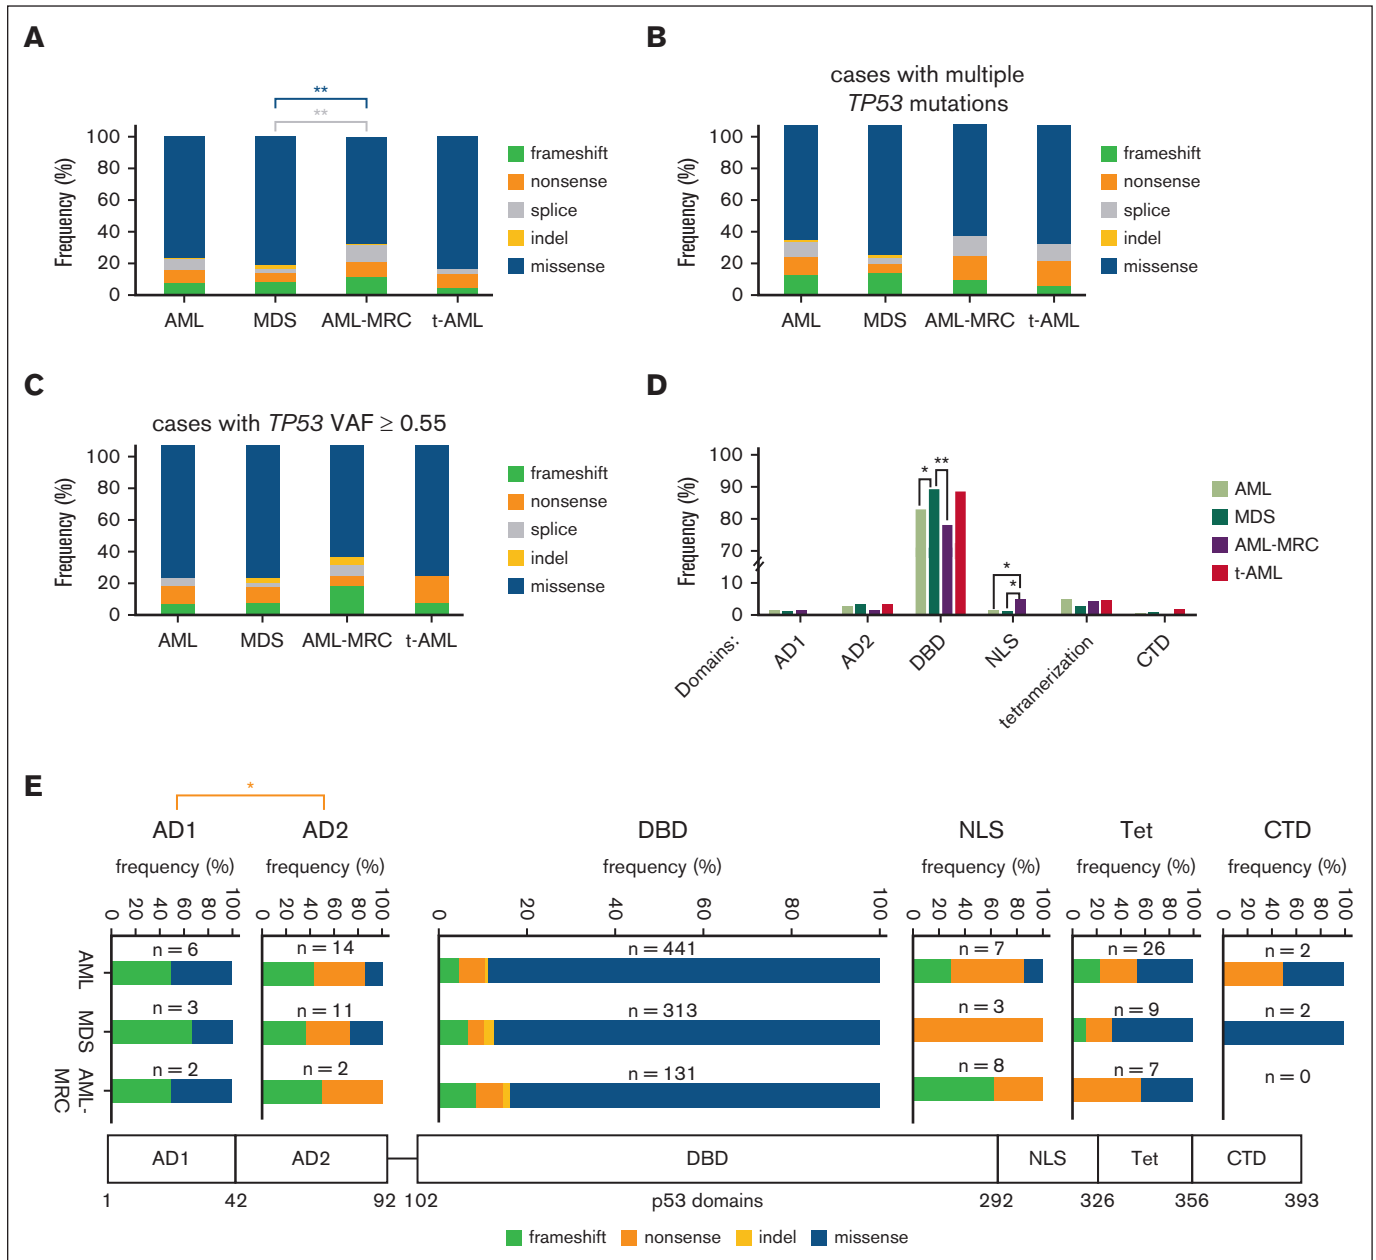 A
**
**
Frequency (%)
100
80
60
40
20
0
AML MDS AML-MRC t-AML
frameshift
nonsense
splice
indel
missense
B
cases with multiple
TP53 mutations
Frequency (%)
100
80
60
40
20
0
AML MDS AML-MRC t-AML
frameshift
nonsense
splice
indel
missense
C
cases with TP53 VAF ≥ 0.55
Frequency (%)
100
80
60
40
20
0
AML MDS AML-MRC t-AML
frameshift
nonsense
splice
indel
missense
D
Frequency (%)
100
90
80
70
10
0
* **
*
*
Domains: AD1 AD2 DBD NLS tetramerization CTD
AML
MDS
AML-MRC
t-AML
E
*
AD1 AD2 DBD NLS Tet CTD
frequency (%) frequency (%) frequency (%) frequency (%) frequency (%) frequency (%)
0 20 40 60 80 100 0 20 40 60 80 100 0 20 40 60 80 100 0 20 40 60 80 100 0 20 40 60 80 100 0 20 40 60 80 100
AML n = 6 n = 14 n = 441 n = 7 n = 26 n = 2
MDS n = 3 n = 11 n = 313 n = 3 n = 9 n = 2
AML-
MRC n = 2 n = 2 n = 131 n = 8 n = 7 n = 0
AD1 AD2 DBD NLS Tet CTD
1 42 92 102 p53 domains 292 326 356 393
frameshift nonsense indel missense